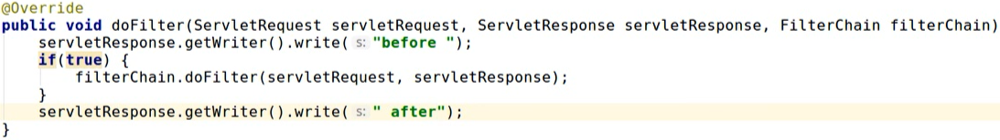 @Override
public void doFilter(ServletRequest servletRequest, ServletResponse servletResponse, FilterChain filterChain)
servletResponse.getWriter().write( s: "before ");
if(true) {
filterChain.doFilter(servletRequest, servletResponse);
}
servletResponse.getWriter().write( s: " after");
}